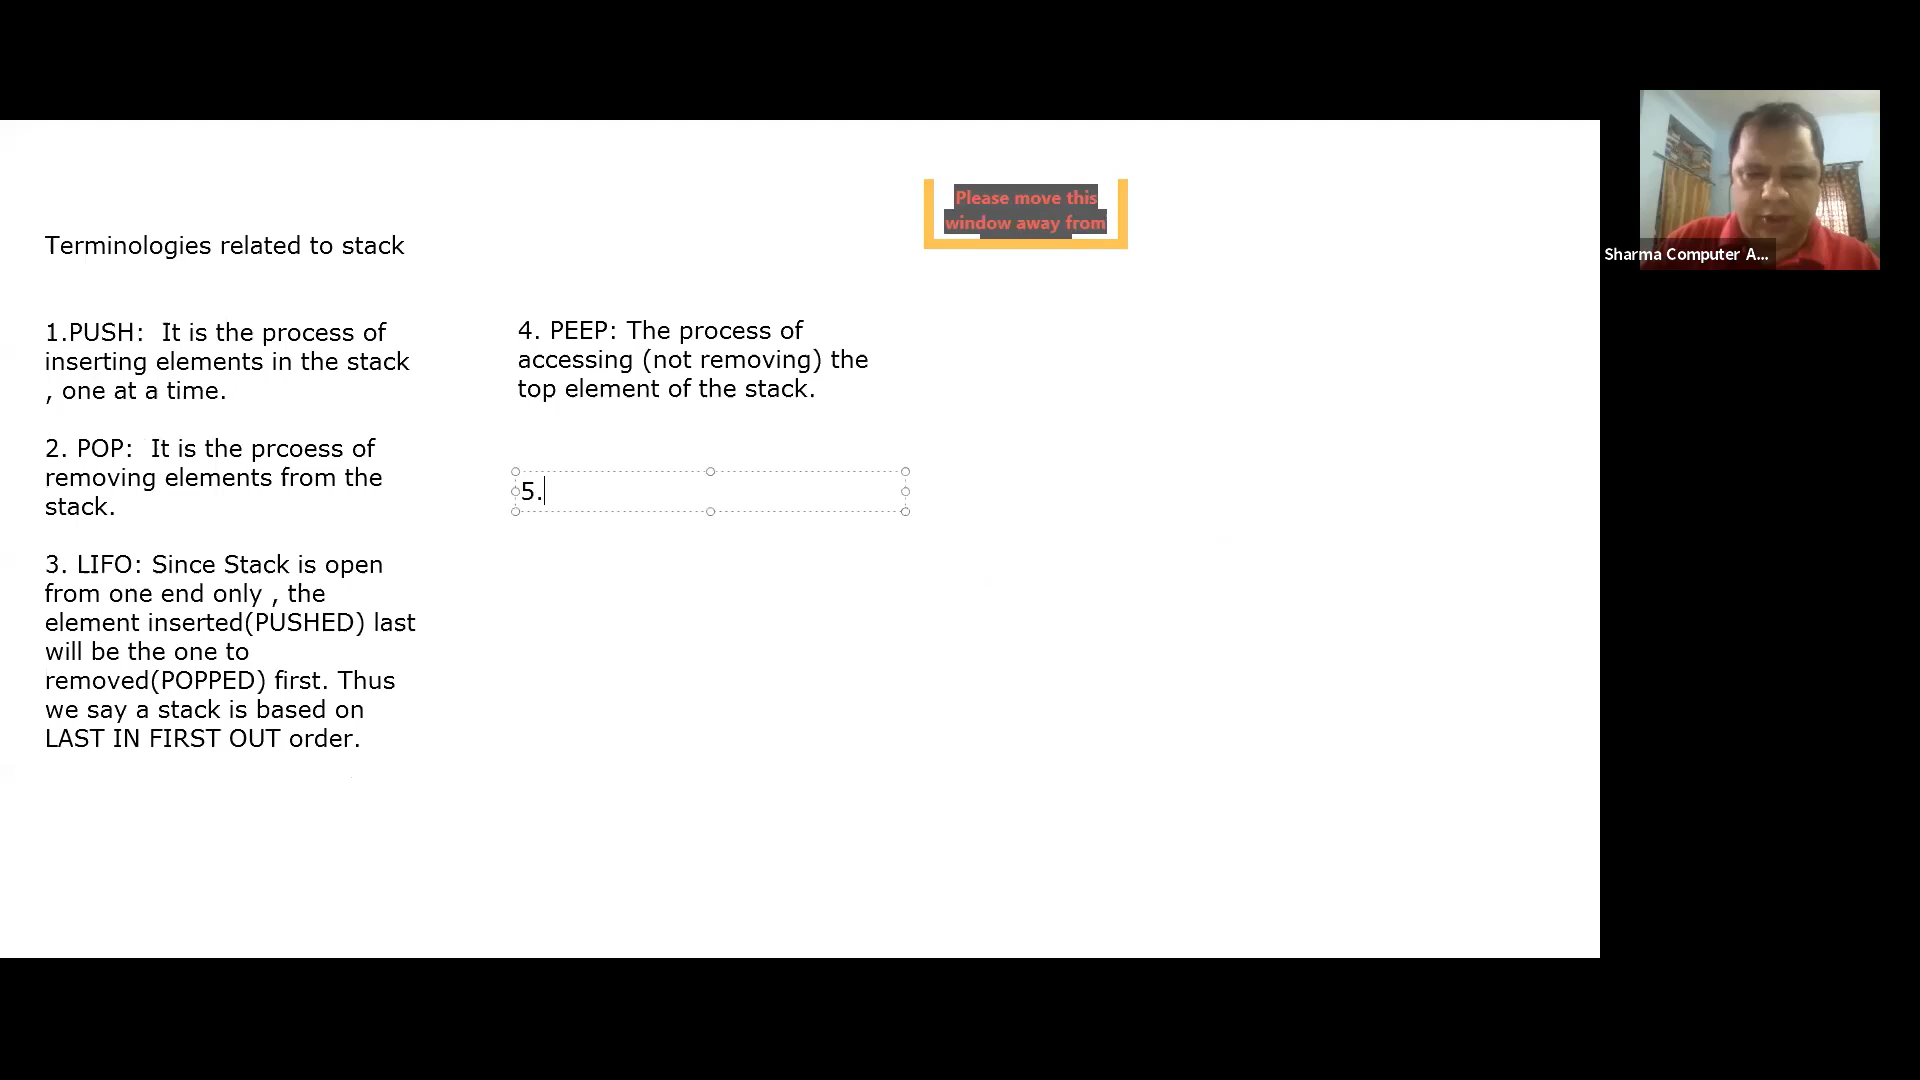 Terminologies related to stack
1.PUSH:  It is the process of
inserting elements in the stack
, one at a time.
2. POP:  It is the prcoess of
removing elements from the
stack.
3. LIFO: Since Stack is open
from one end only , the
element inserted(PUSHED) last
will be the one to
removed(POPPED) first. Thus
we say a stack is based on
LAST IN FIRST OUT order.
4. PEEP: The process of
accessing (not removing) the
top element of the stack.
5.
Please move this
window away from
Sharma Computer A...